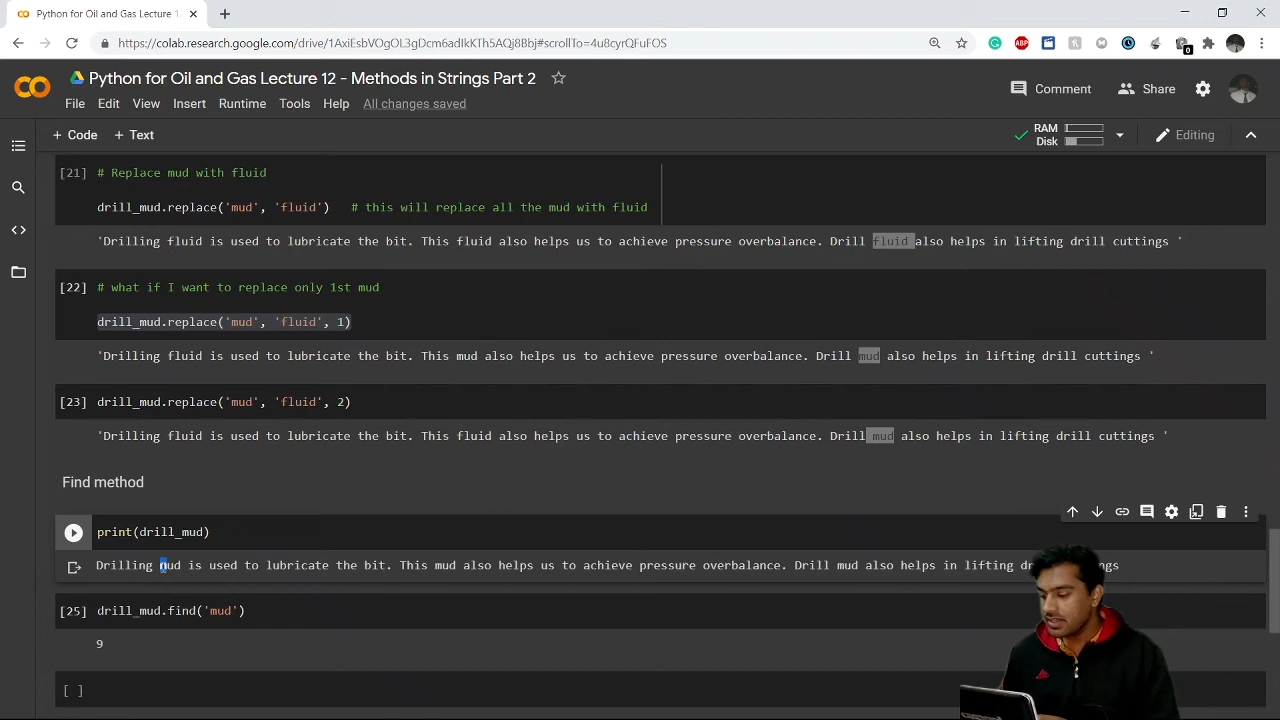 Python for Oil and Gas Lecture 1
https://colab.research.google.com/drive/1AxiEsbYOgOL3gDcm6adIkKTh5AQj8Bbj#scrollTo=4u8cyrQFuFOS
ABP
0
Python for Oil and Gas Lecture 12 - Methods in Strings Part 2
File Edit View Insert Runtime Tools Help All changes saved
Comment Share
+ Code + Text
RAM
Disk
Editing
[21] # Replace mud with fluid
drill_mud.replace('mud', 'fluid') # this will replace all the mud with fluid
'Drilling fluid is used to lubricate the bit. This fluid also helps us to achieve pressure overbalance. Drill fluid also helps in lifting drill cuttings '
[22] # what if I want to replace only 1st mud
drill_mud.replace('mud', 'fluid', 1)
'Drilling fluid is used to lubricate the bit. This mud also helps us to achieve pressure overbalance. Drill mud also helps in lifting drill cuttings '
[23] drill_mud.replace('mud', 'fluid', 2)
'Drilling fluid is used to lubricate the bit. This fluid also helps us to achieve pressure overbalance. Drill mud also helps in lifting drill cuttings '
Find method
print(drill_mud)
Drilling mud is used to lubricate the bit. This mud also helps us to achieve pressure overbalance. Drill mud also helps in lifting
[25] drill_mud.find('mud')
9
[ ]